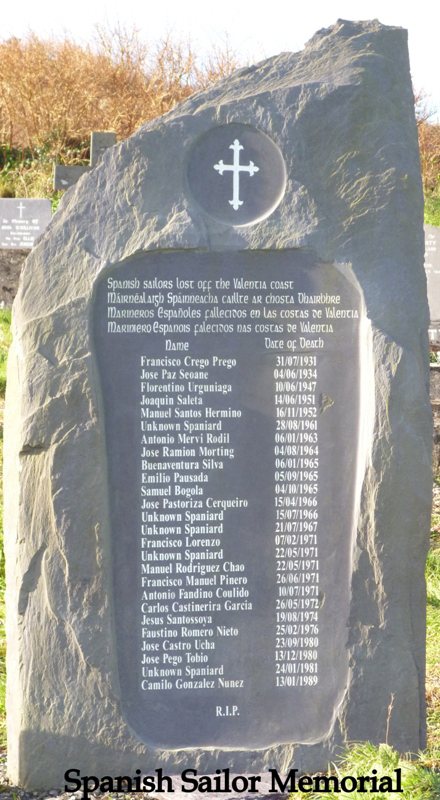 Spanish sailors lost off the Valentia coast
Máirnéalaigh Spáinneacha caillte ar chosta Dhairbhre
Marineros Españoles fallecidos en las costas de Valentia
Marinero Espanois falecidos nas costas de Valentia
Name Date of Death
Francisco Crego Prego 31/07/1931
Jose Paz Seoane 04/06/1934
Florentino Urguniaga 10/06/1947
Joaquin Saleta 14/06/1951
Manuel Santos Hermino 16/11/1952
Unknown Spaniard 28/08/1961
Antonio Mervi Rodil 06/01/1963
Jose Ramion Morting 04/08/1964
Buenaventura Silva 06/01/1965
Emilio Pausada 05/09/1965
Samuel Bogola 04/10/1965
Jose Pastoriza Cerqueiro 15/04/1966
Unknown Spaniard 15/07/1966
Unknown Spaniard 21/07/1967
Francisco Lorenzo 07/02/1971
Unknown Spaniard 22/05/1971
Manuel Rodriguez Chao 22/05/1971
Francisco Manuel Pinero 26/06/1971
Antonio Fandino Coulido 10/07/1971
Carlos Castinerira Garcia 26/05/1972
Jesus Santossoya 19/08/1974
Faustino Romero Nieto 25/02/1976
Jose Castro Ucha 23/09/1980
Jose Pego Tobio 13/12/1980
Unknown Spaniard 24/01/1981
Camilo Gonzalez Nunez 13/01/1989
R.I.P.
Spanish Sailor Memorial